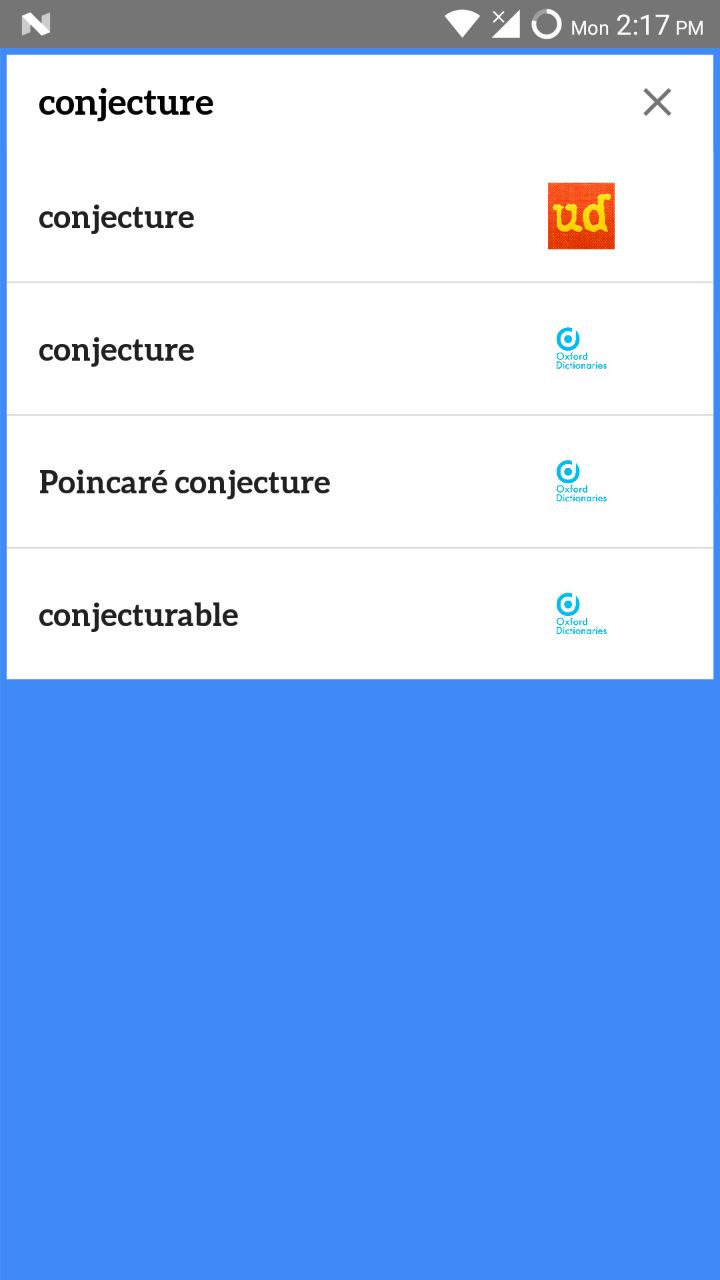 Mon 2:17 PM
conjecture
conjecture
ud
conjecture
Oxford
Dictionaries
Poincaré conjecture
Oxford
Dictionaries
conjecturable
Oxford
Dictionaries